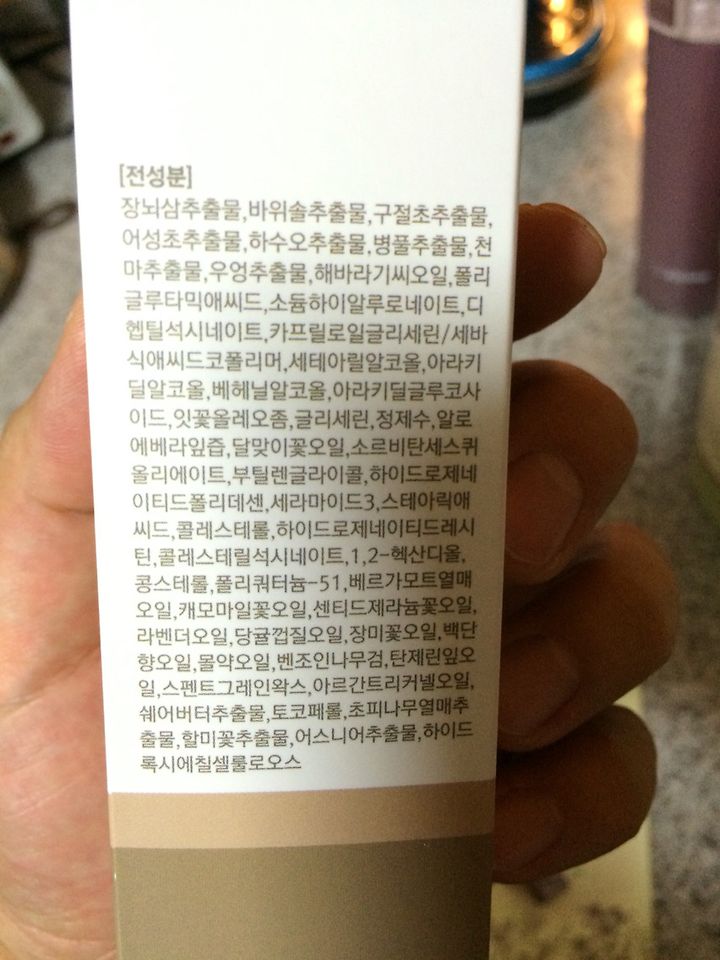 [전성분]
장뇌삼추출물,바위솔추출물,구절초추출물,
어성초추출물,하수오추출물,병풀추출물,천
마추출물,우엉추출물,해바라기씨오일,폴리
글루타믹애씨드,소듐하이알루로네이트,디
헵틸석시네이트,카프릴로일글리세린/세바
식애씨드코폴리머,세테아릴알코올,아라키
딜알코올,베헤닐알코올,아라키딜글루코사
이드,잇꽃올레오좀,글리세린,정제수,알로
에베라잎즙,달맞이꽃오일,소르비탄세스퀴
올리에이트,부틸렌글라이콜,하이드로제네
이티드폴리데센,세라마이드3,스테아릭애
씨드,콜레스테롤,하이드로제네이티드레시
틴,콜레스테릴석시네이트,1,2-헥산디올,
콩스테롤,폴리쿼터늄-51,베르가모트열매
오일,캐모마일꽃오일,센티드제라늄꽃오일,
라벤더오일,당귤껍질오일,장미꽃오일,백단
향오일,몰약오일,벤조인나무검,탄제린잎오
일,스펜트그레인왁스,아르간트리커넬오일,
쉐어버터추출물,토코페롤,초피나무열매추
출물,할미꽃추출물,어스니어추출물,하이드
록시에칠셀룰로오스